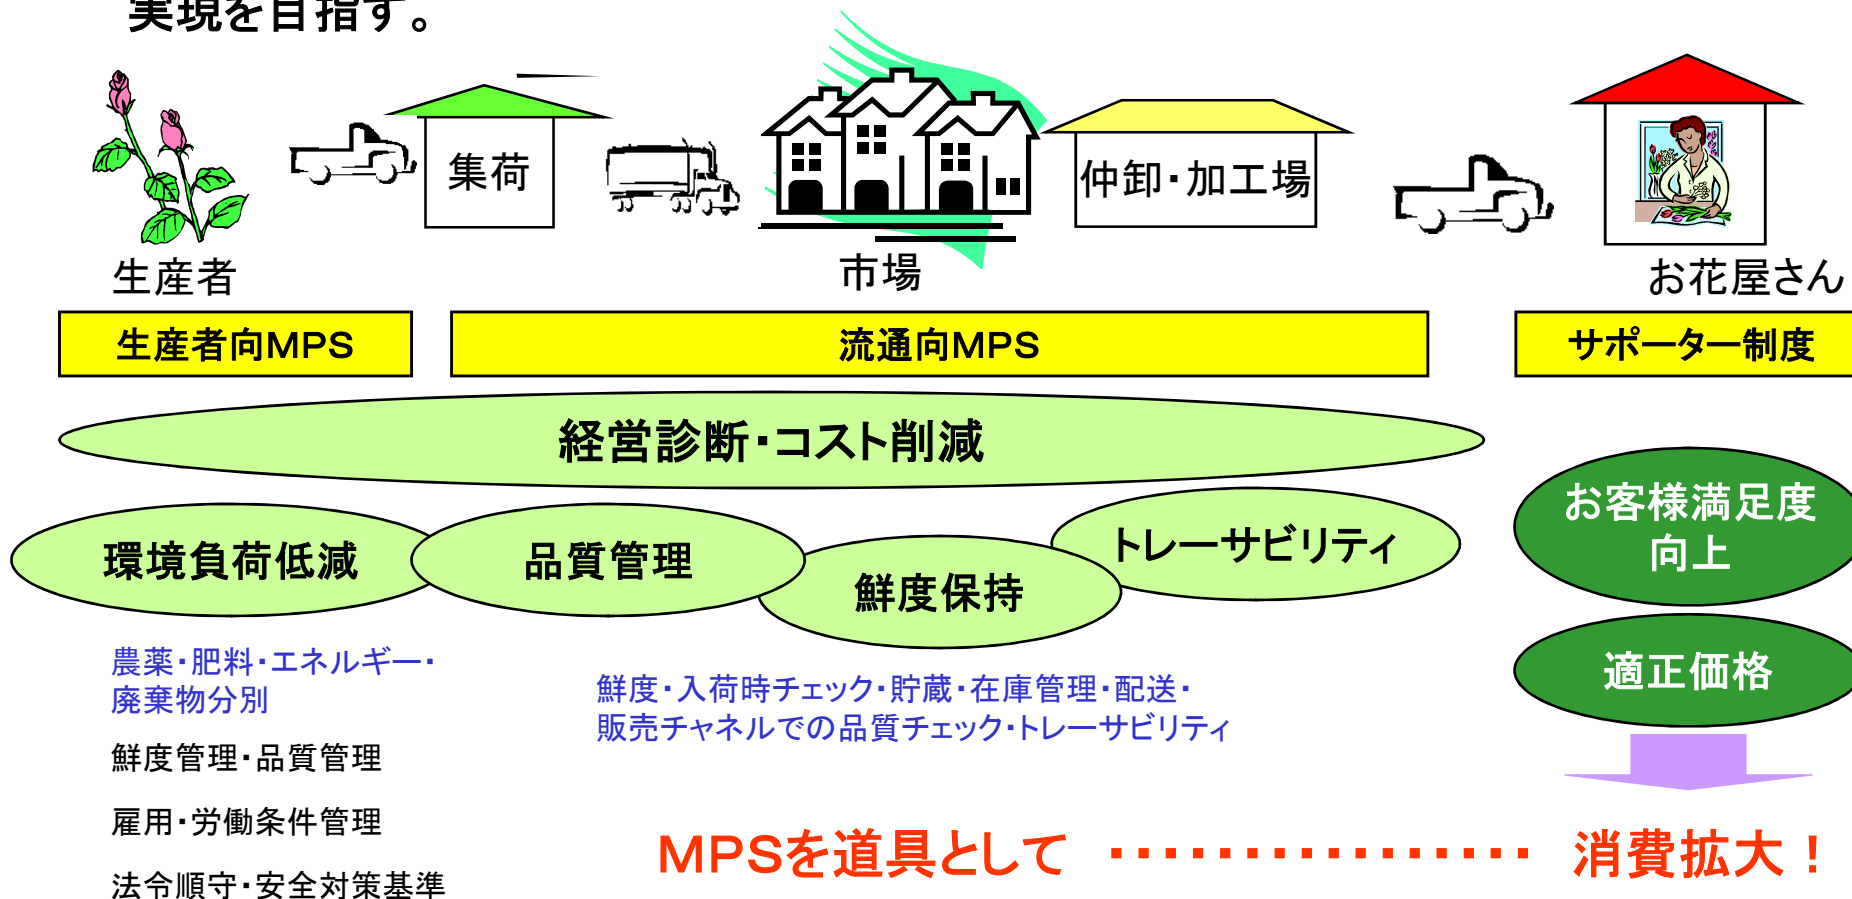 実現を目指す。
集荷
仲卸・加工場
生産者
市場
お花屋さん
生産者向MPS
流通向MPS
サポーター制度
経営診断・コスト削減
環境負荷低減
品質管理
鮮度保持
トレーサビリティ
お客様満足度
向上
適正価格
農薬・肥料・エネルギー・
廃棄物分別
鮮度・入荷時チェック・貯蔵・在庫管理・配送・
販売チャネルでの品質チェック・トレーサビリティ
鮮度管理・品質管理
雇用・労働条件管理
法令順守・安全対策基準
MPSを道具として ・・・・・・・・・・・・・・・・ 消費拡大！